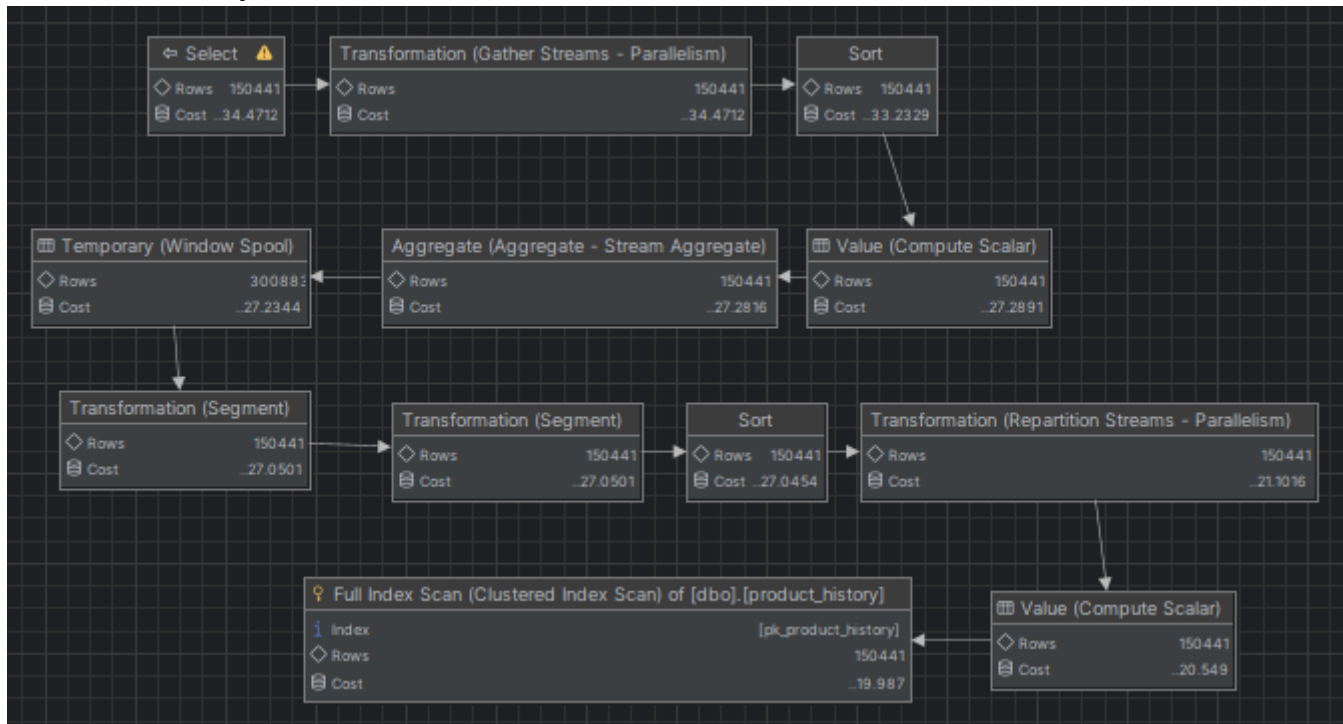 Select
Rows 150441
Cost ...34.4712
Transformation (Gather Streams - Parallelism)
Rows 150441
Cost ...34.4712
Sort
Rows 150441
Cost ...33.2329
Temporary (Window Spool)
Rows 300883
Cost ...27.2344
Aggregate (Aggregate - Stream Aggregate)
Rows 150441
Cost ...27.2816
Value (Compute Scalar)
Rows 150441
Cost ...27.2891
Transformation (Segment)
Rows 150441
Cost ...27.0501
Transformation (Segment)
Rows 150441
Cost ...27.0501
Sort
Rows 150441
Cost ...27.0454
Transformation (Repartition Streams - Parallelism)
Rows 150441
Cost ...21.1016
Full Index Scan (Clustered Index Scan) of [dbo].[product_history]
Index [pk_product_history]
Rows 150441
Cost ...19.987
Value (Compute Scalar)
Rows 150441
Cost ...20.549